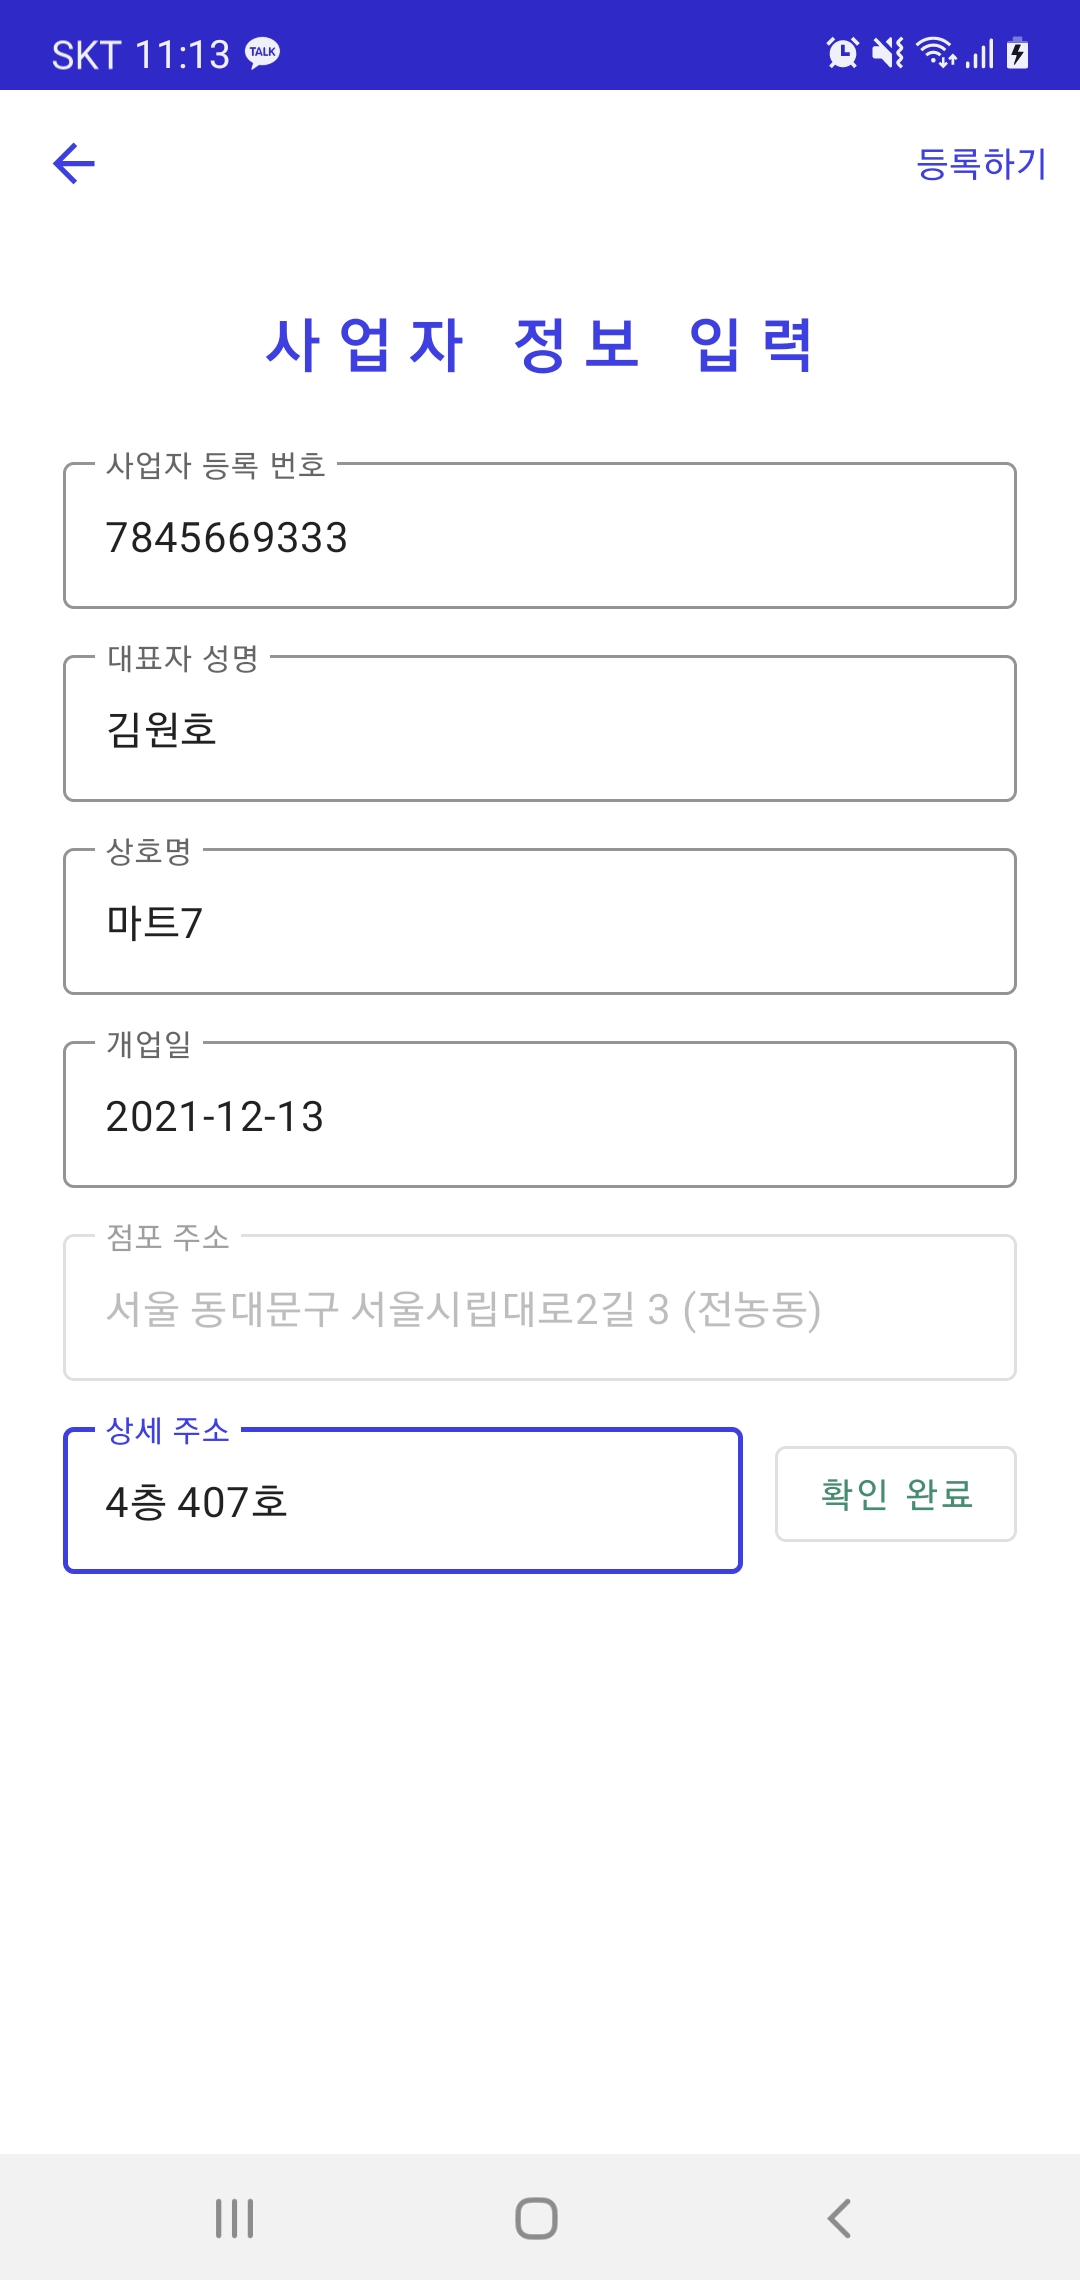 SKT 11:13 TALK
등록하기
사업자 정보 입력
사업자 등록 번호
7845669333
대표자 성명
김원호
상호명
마트7
개업일
2021-12-13
점포 주소
서울 동대문구 서울시립대로2길 3 (전농동)
상세 주소
4층 407호
확인 완료